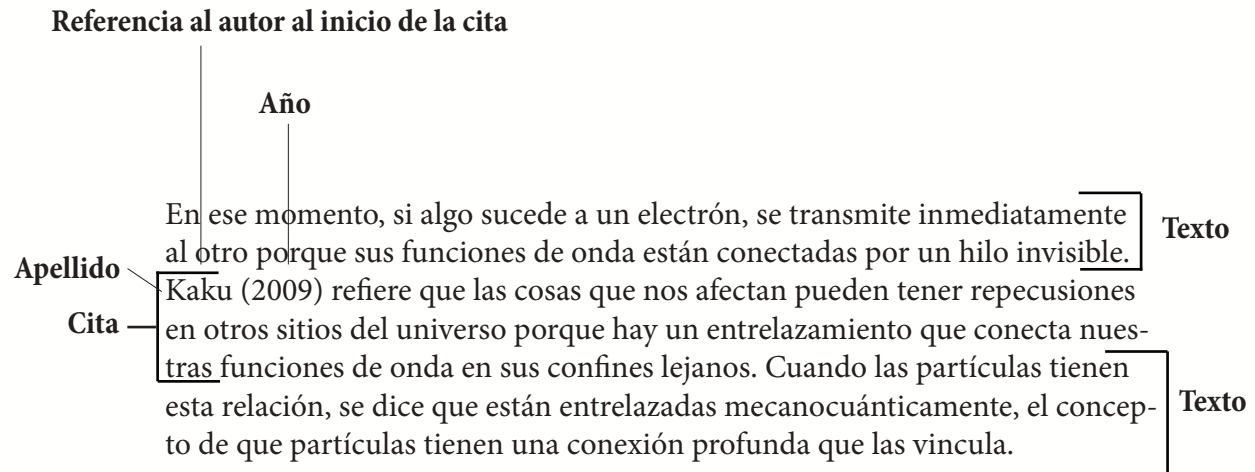 Referencia al autor al inicio de la cita
Año
En ese momento, si algo sucede a un electrón, se transmite inmediatamente
al otro porque sus funciones de onda están conectadas por un hilo invisible.
Texto
Apellido
Kaku (2009) refiere que las cosas que nos afectan pueden tener repecusiones
Cita
en otros sitios del universo porque hay un entrelazamiento que conecta nues-
tras funciones de onda en sus confines lejanos. Cuando las partículas tienen
esta relación, se dice que están entrelazadas mecanocuánticamente, el concep-
Texto
to de que partículas tienen una conexión profunda que las vincula.